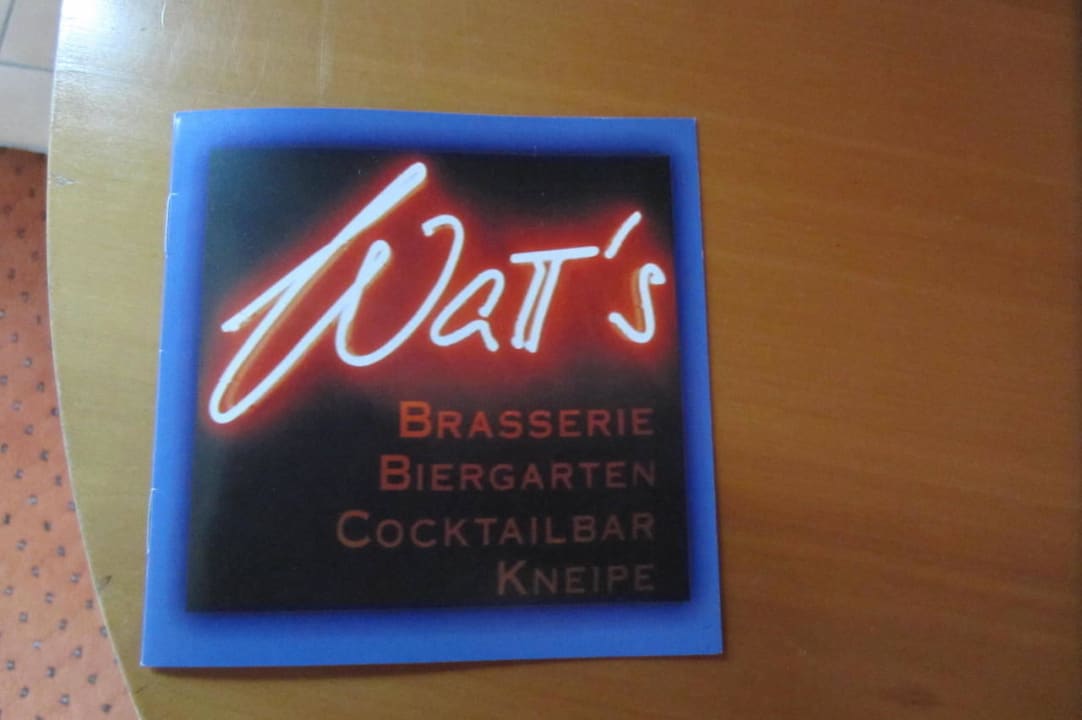 Watt's
BRASSERIE
BIERGARTEN
COCKTAILBAR
KNEIPE